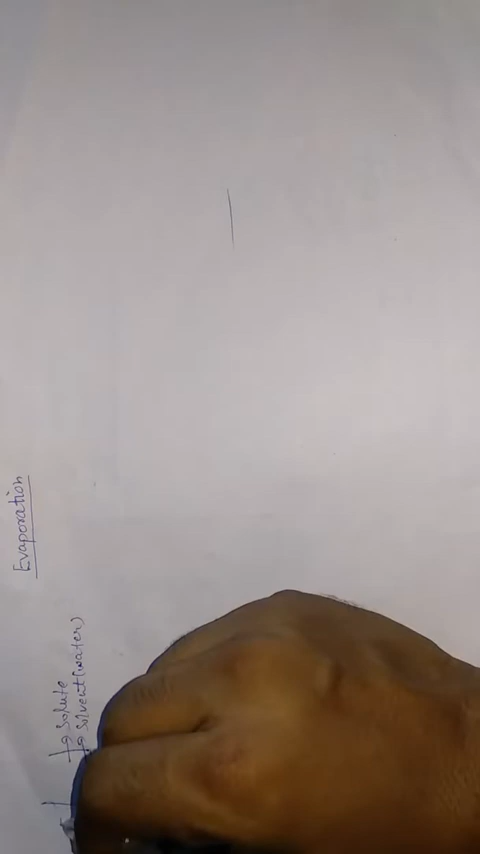 Evaporation
→ Solute
→ Solvent (water)